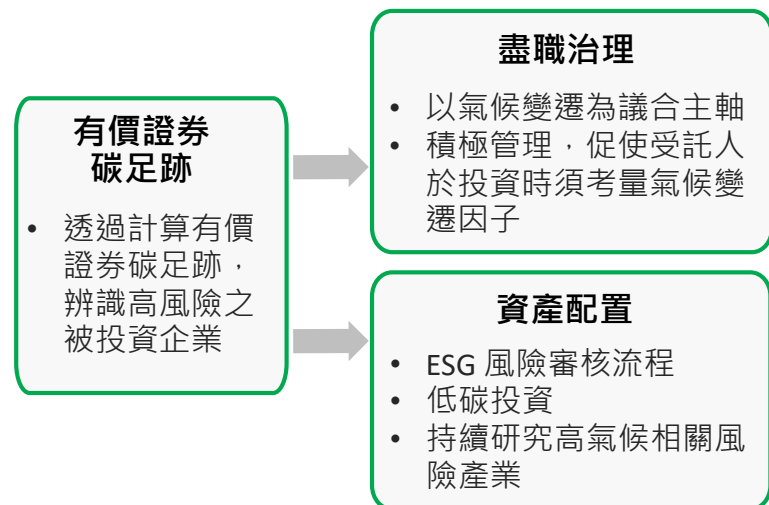 有價證券
碳足跡
• 透過計算有價
證券碳足跡，
辨識高風險之
被投資企業
盡職治理
• 以氣候變遷為議合主軸
• 積極管理，促使受託人
於投資時須考量氣候變
遷因子
資產配置
• ESG 風險審核流程
• 低碳投資
• 持續研究高氣候相關風
險產業